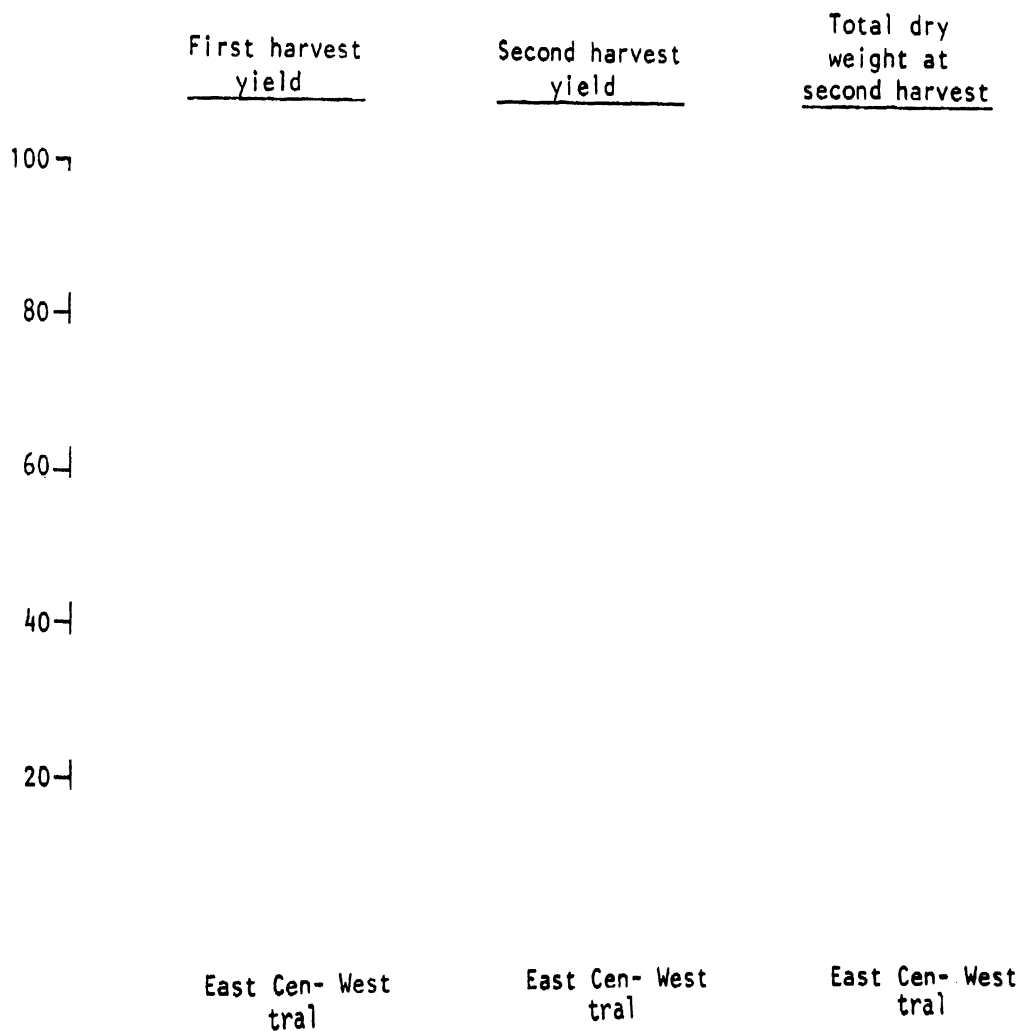 First harvest
yield
Second harvest
yield
Total dry
weight at
second harvest
100
80
60
40
20
East Cen- West
tral
East Cen- West
tral
East Cen- West
tral